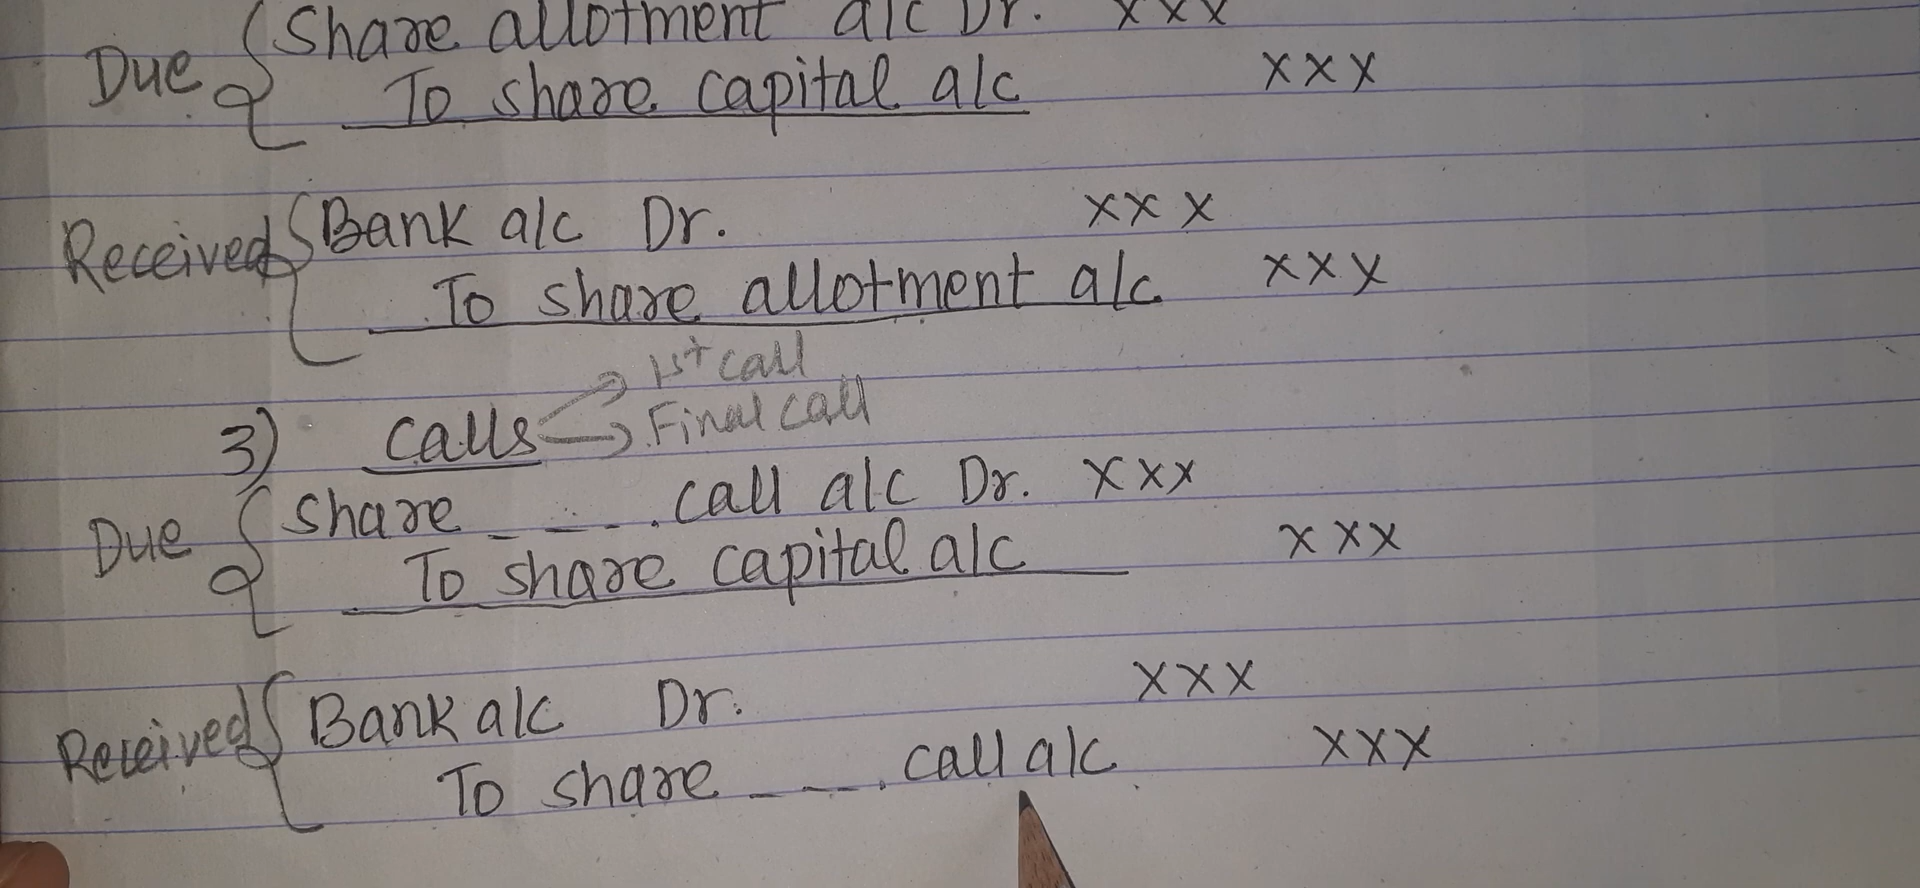 Share allotment a/c Dr. xxx
Due { To share capital a/c xxx
Received { Bank a/c Dr. xxx
To share allotment a/c xxx
1st call
3) Calls Final call
Share ---- call a/c Dr. xxx
Due { To share capital a/c xxx
Received { Bank a/c Dr. xxx
To share ---- call a/c xxx